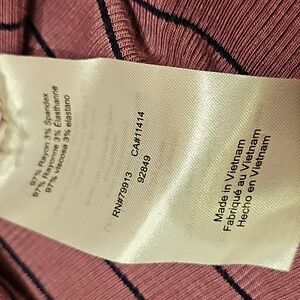 97% Rayon 3% Spandex
97% Rayonne 3% Elasthanne
97% viscosa 3% elastano
RN#79913 CA#11414
92849
Made in Vietnam
Fabriqué au Vietnam
Hecho en Vietnam